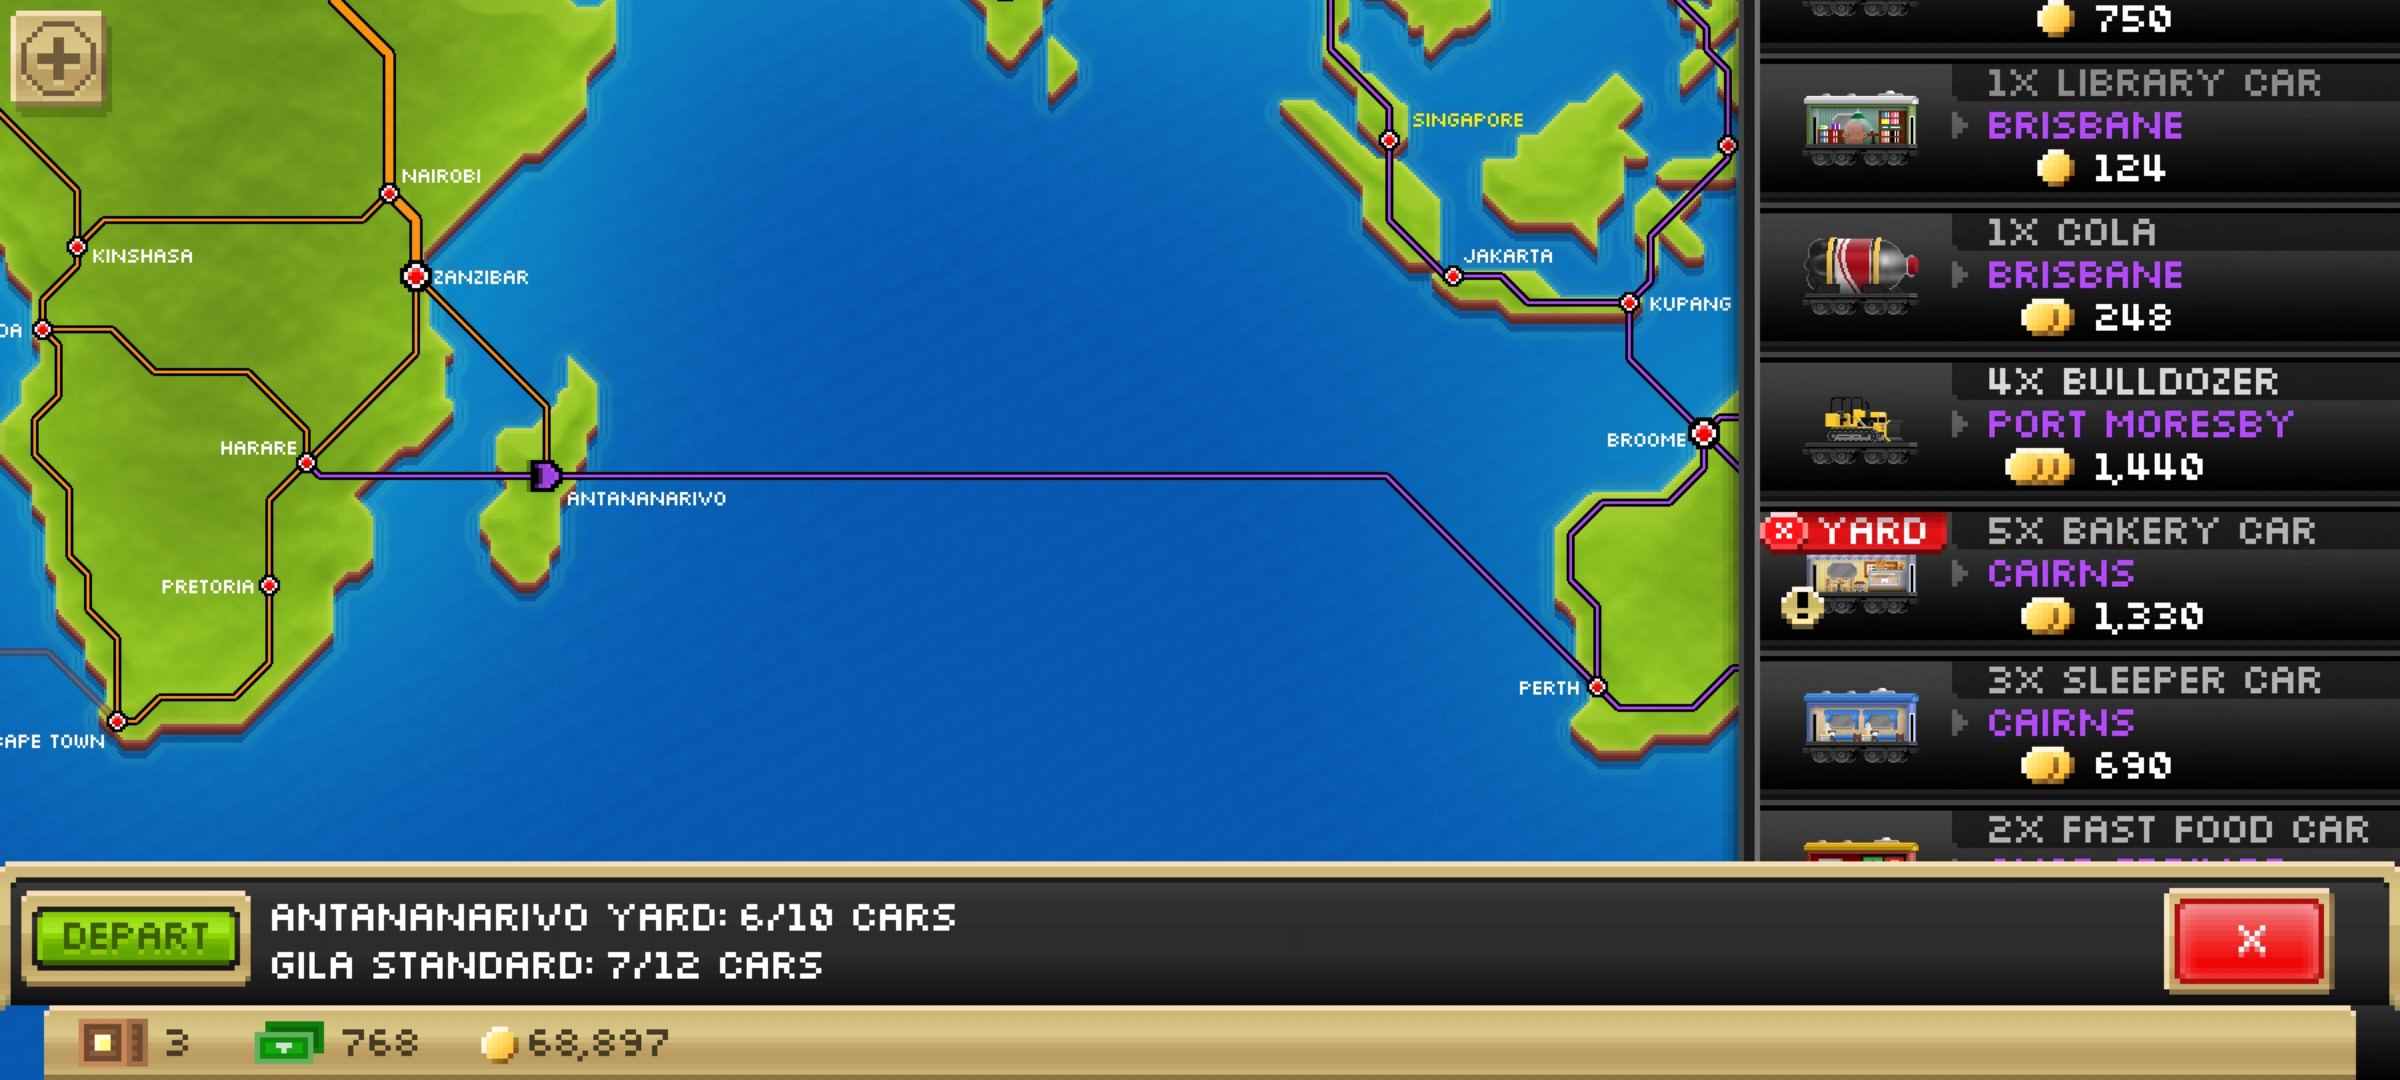 NAIROBI
KINSHASA
ZANZIBAR
DA
HARARE
ANTANANARIVO
PRETORIA
CAPE TOWN
SINGAPORE
JAKARTA
KUPANG
BROOME
PERTH
750
1X LIBRARY CAR
BRISBANE
124
1X COLA
BRISBANE
248
4X BULLDOZER
PORT MORESBY
1,440
YARD
5X BAKERY CAR
CAIRNS
1,330
3X SLEEPER CAR
CAIRNS
690
2X FAST FOOD CAR
DEPART
ANTANANARIVO YARD: 6/10 CARS
GILA STANDARD: 7/12 CARS
X
3
768
68,897